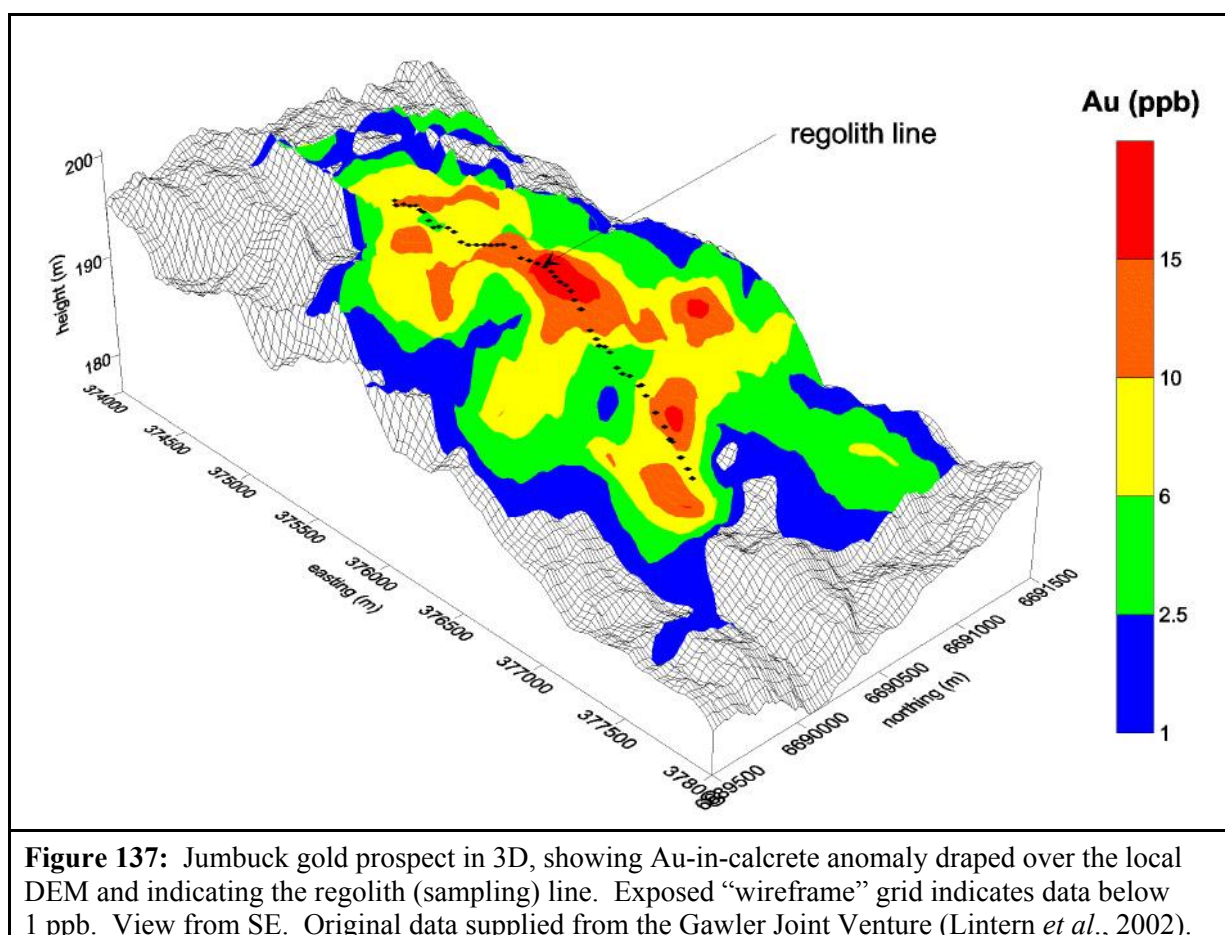 Au (ppb)
regolith line
15
10
6
2.5
1
200
190
180
height (m)
374000
374500
375000
375500
376000
376500
377000
377500
easting (m)
6690000
6690500
6691000
6691500
northing (m)
Figure 137: Jumbuck gold prospect in 3D, showing Au-in-calcrete anomaly draped over the local
DEM and indicating the regolith (sampling) line. Exposed “wireframe” grid indicates data below
1 ppb. View from SE. Original data supplied from the Gawler Joint Venture (Lintern et al., 2002).